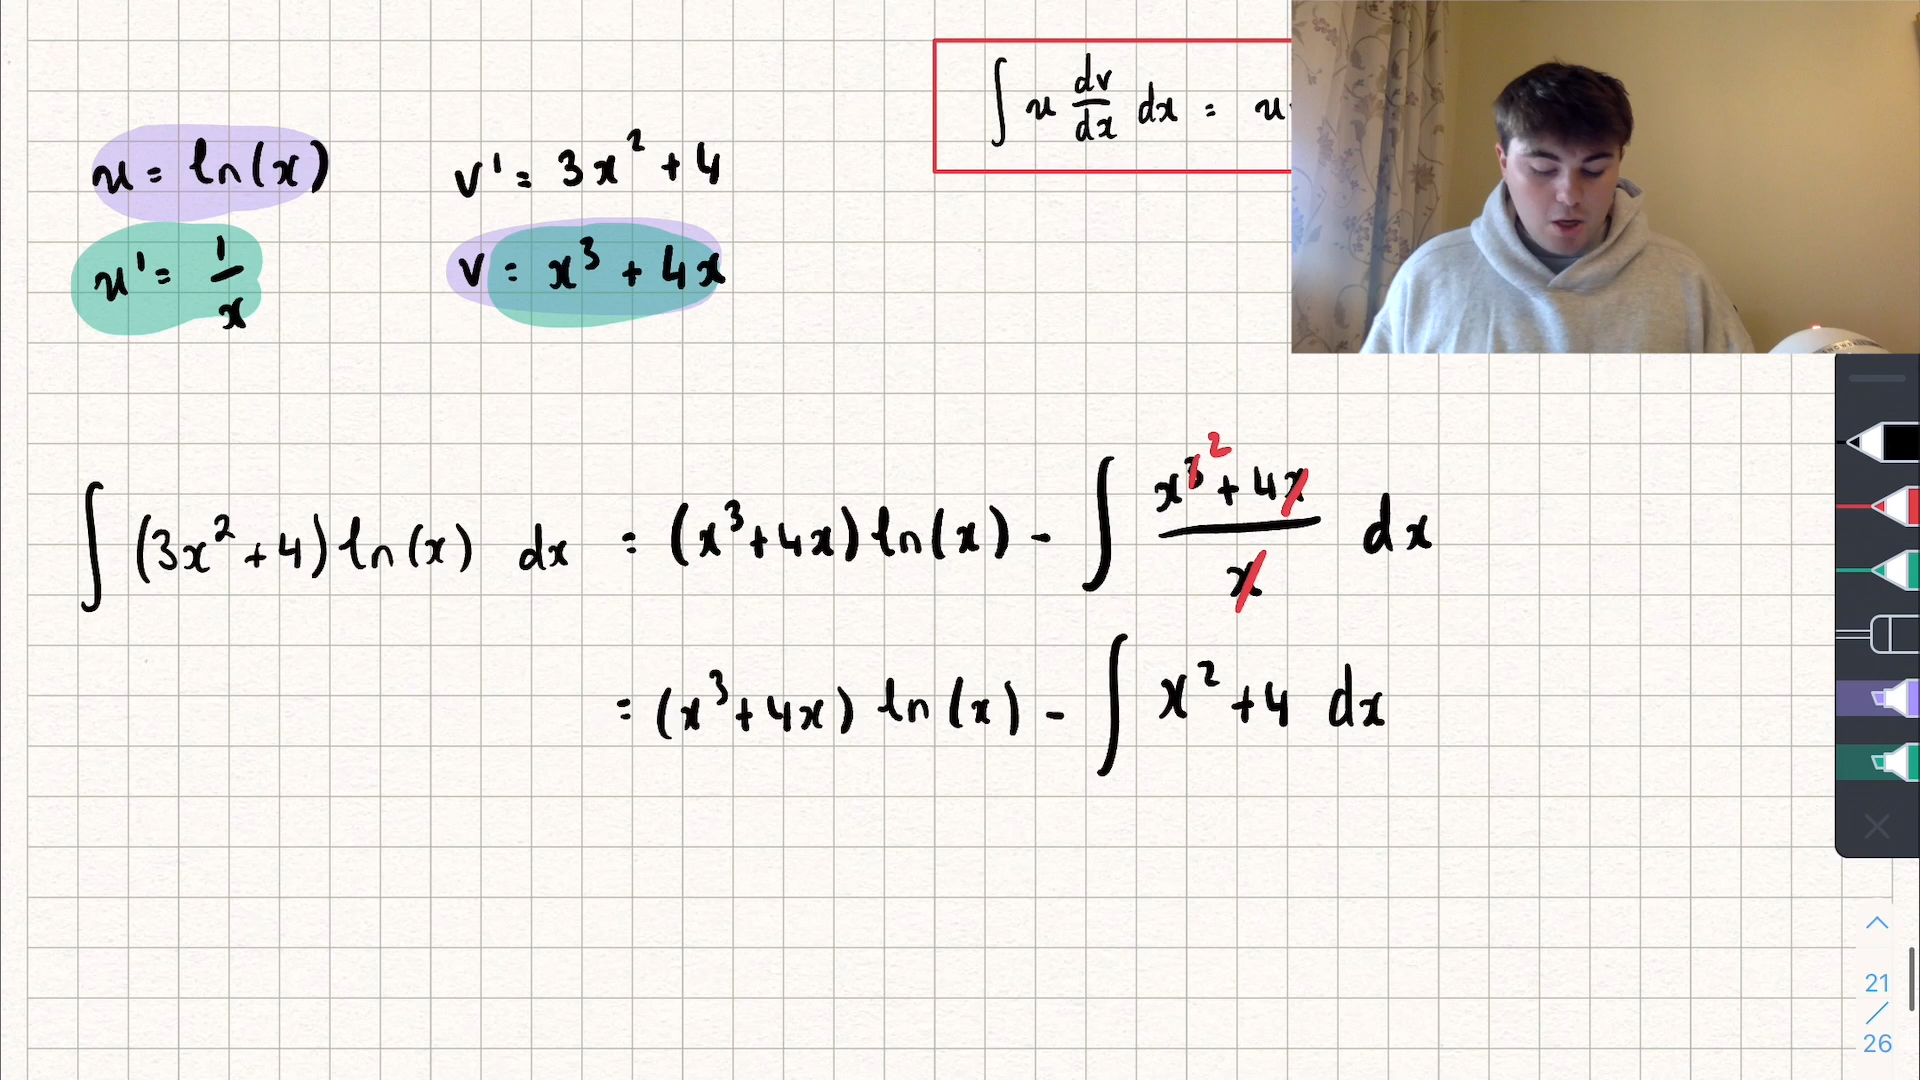 ∫ u dv/dx dx = u
u = ln(x)
v' = 3x² + 4
u' = 1/x
v = x³ + 4x
∫ (3x² + 4) ln(x) dx = (x³ + 4x) ln(x) - ∫ (x³ ² + 4x)/x dx
= (x³ + 4x) ln(x) - ∫ x² + 4 dx
21
/
26